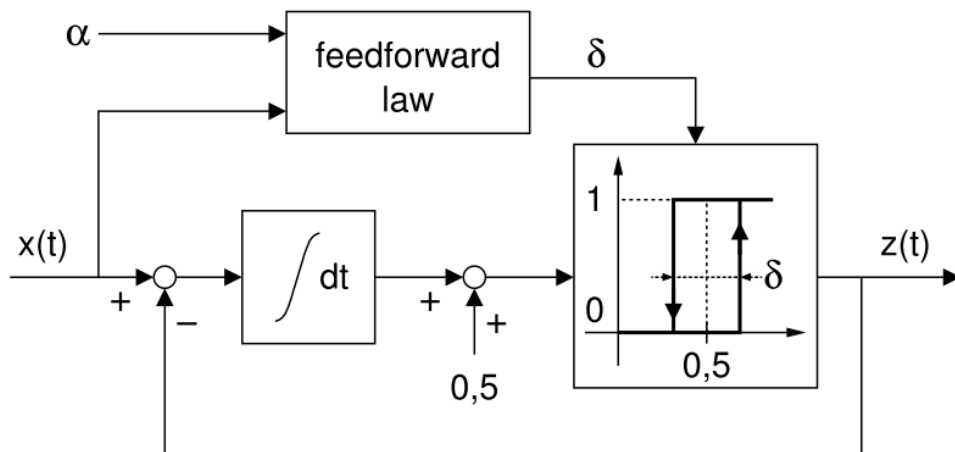 α
feedforward
law
δ
x(t)
+
−
∫ dt
+
+
0,5
1
0
δ
0,5
z(t)